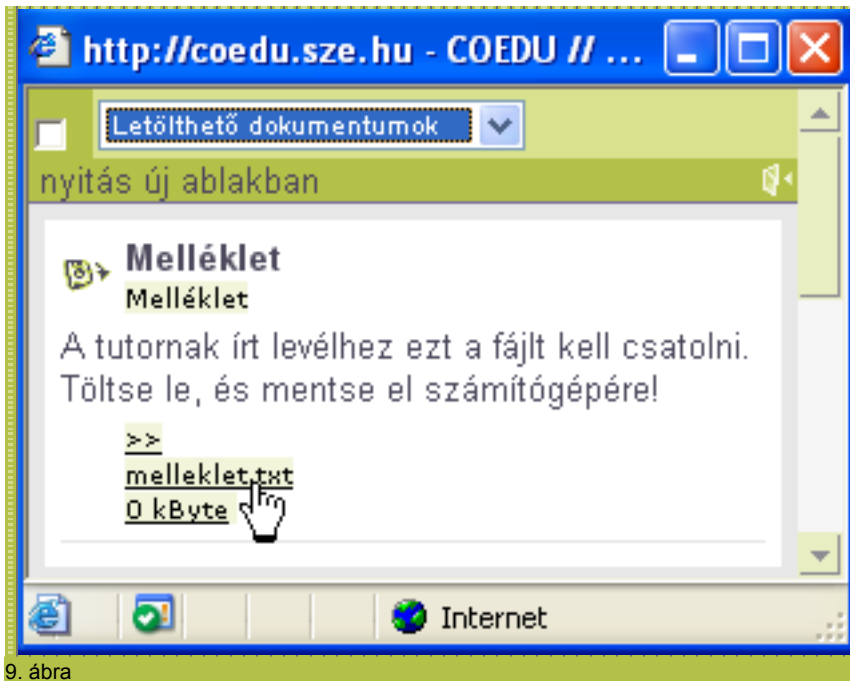 http://coedu.sze.hu - COEDU // ...
Letölthető dokumentumok
nyitás új ablakban
Melléklet
Melléklet
A tutornak írt levélhez ezt a fájlt kell csatolni.
Töltse le, és mentse el számítógépére!
>>
melleklet.txt
0 kByte
Internet
9. ábra